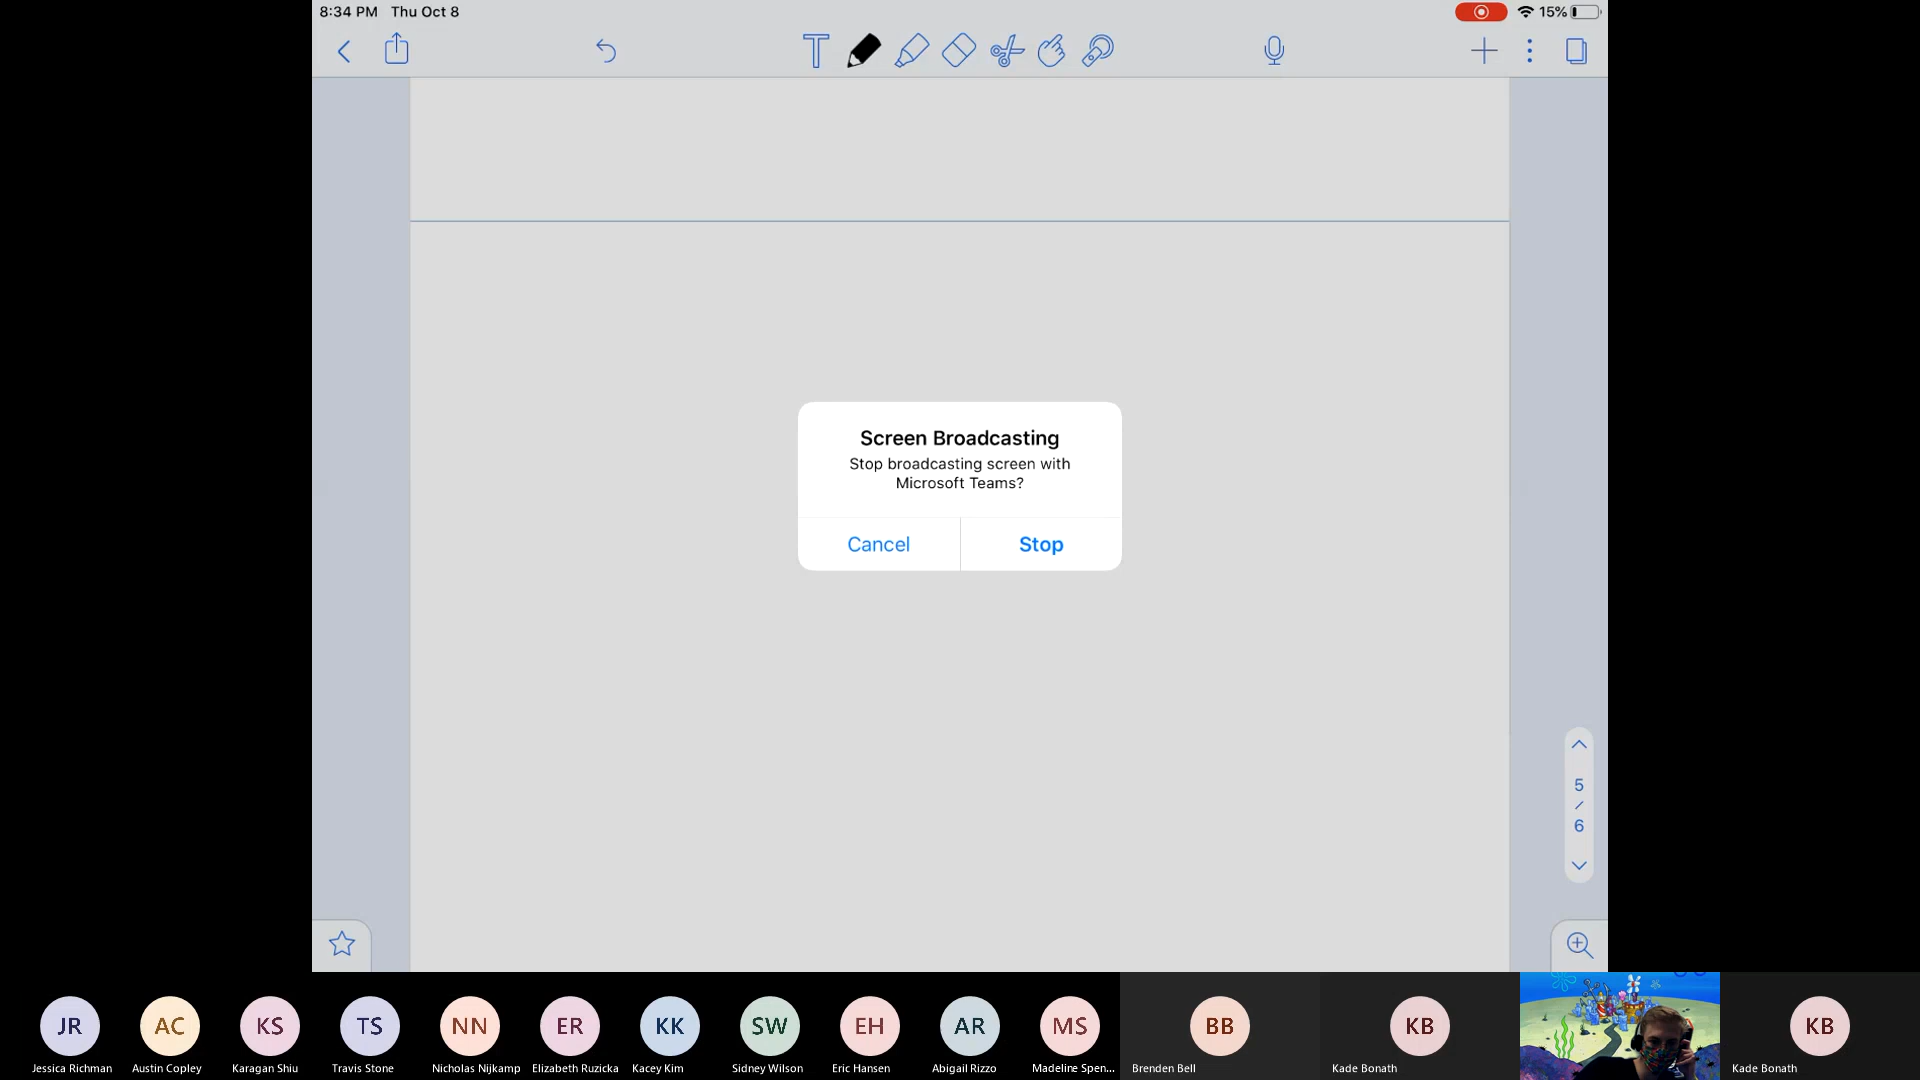 8:34 PM Thu Oct 8
15%
T
Screen Broadcasting
Stop broadcasting screen with
Microsoft Teams?
Cancel Stop
5
/
6
JR AC KS TS NN ER KK SW EH AR MS BB KB KB
Jessica Richman Austin Copley Karagan Shiu Travis Stone Nicholas Nijkamp Elizabeth Ruzicka Kacey Kim Sidney Wilson Eric Hansen Abigail Rizzo Madeline Spen... Brenden Bell Kade Bonath Kade Bonath